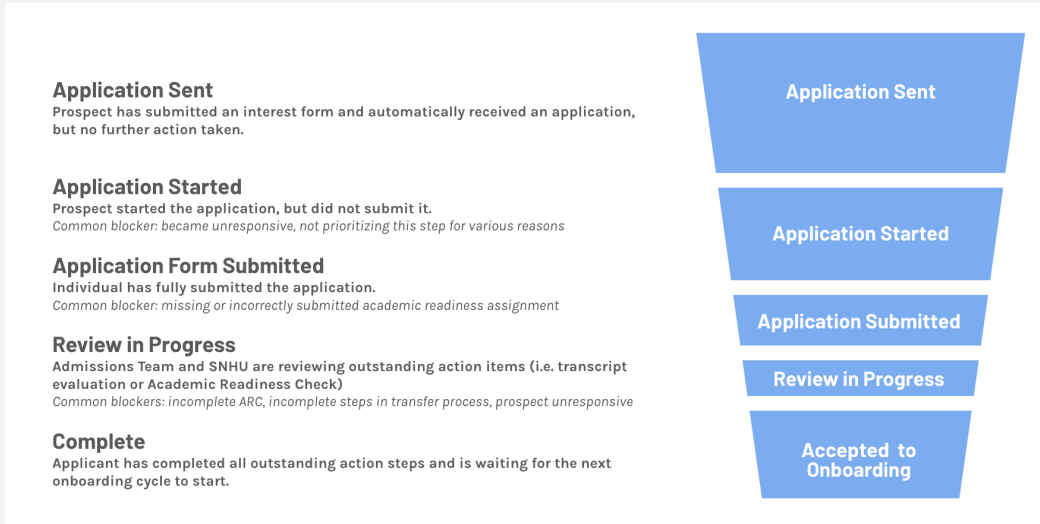 Application Sent
Prospect has submitted an interest form and automatically received an application,
but no further action taken.
Application Started
Prospect started the application, but did not submit it.
Common blocker: became unresponsive, not prioritizing this step for various reasons
Application Form Submitted
Individual has fully submitted the application.
Common blocker: missing or incorrectly submitted academic readiness assignment
Review in Progress
Admissions Team and SNHU are reviewing outstanding action items (i.e. transcript
evaluation or Academic Readiness Check)
Common blockers: incomplete ARC, incomplete steps in transfer process, prospect unresponsive
Complete
Applicant has completed all outstanding action steps and is waiting for the next
onboarding cycle to start.
Application Sent
Application Started
Application Submitted
Review in Progress
Accepted to
Onboarding